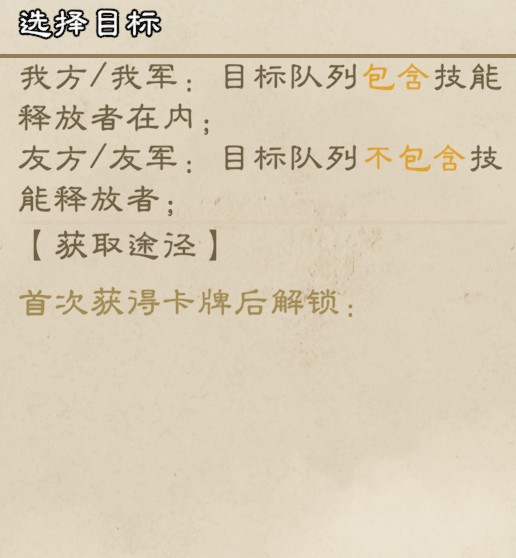 选择目标
我方/我军：目标队列包含技能
释放者在内；
友方/友军：目标队列不包含技
能释放者；
【获取途径】
首次获得卡牌后解锁：